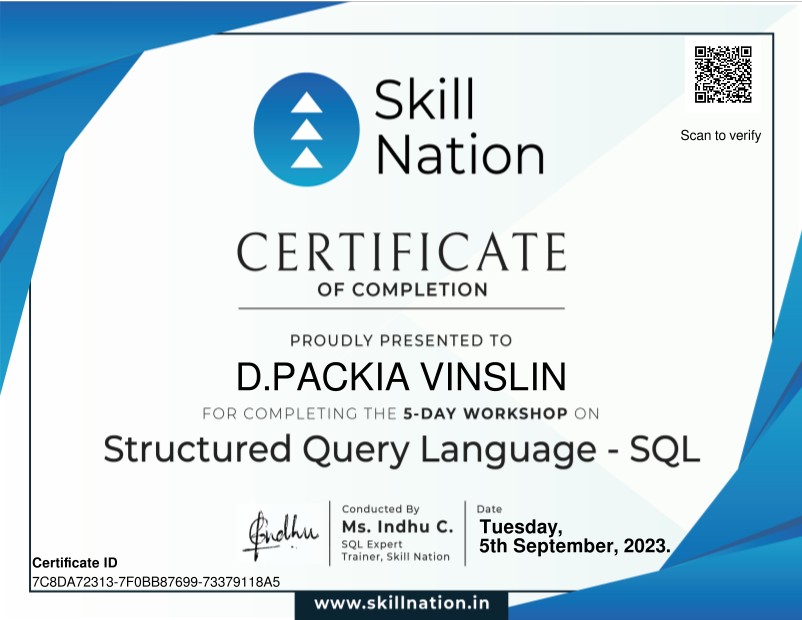 Skill
Nation
Scan to verify
CERTIFICATE
OF COMPLETION
PROUDLY PRESENTED TO
D.PACKIA VINSLIN
FOR COMPLETING THE 5-DAY WORKSHOP ON
Structured Query Language - SQL
Indhu
Conducted By
Ms. Indhu C.
SQL Expert
Trainer, Skill Nation
Date
Tuesday,
5th September, 2023.
Certificate ID
7C8DA72313-7F0BB87699-73379118A5
www.skillnation.in